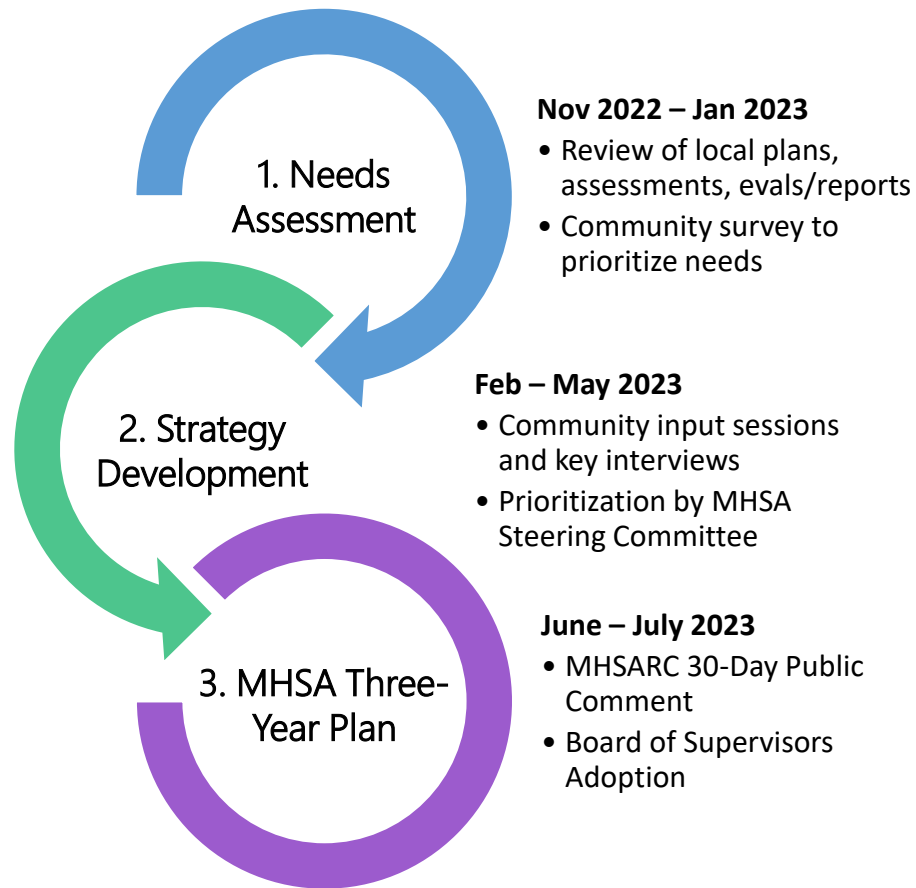 1. Needs
Assessment
Nov 2022 – Jan 2023
• Review of local plans,
assessments, evals/reports
• Community survey to
prioritize needs
2. Strategy
Development
Feb – May 2023
• Community input sessions
and key interviews
• Prioritization by MHSA
Steering Committee
3. MHSA Three-
Year Plan
June – July 2023
• MHSARC 30-Day Public
Comment
• Board of Supervisors
Adoption